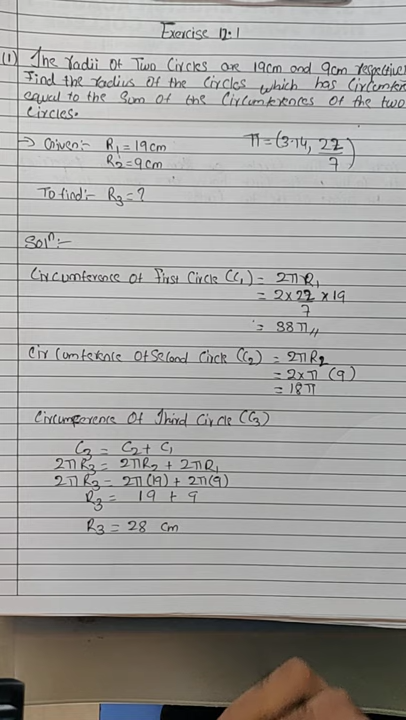 Exercise 12.1
(1) The radii of Two Circles are 19cm and 9cm respective
Find the radius of the Circles which has Circumfer
equal to the sum of the Circumferences of the two
Circles.
→ Given:- R₁ = 19cm π = (3.14, 22/7)
R₂ = 9cm
To find:- R₃ = ?
Solⁿ:-
Circumference of First Circle (C₁) = 2πR₁
= 2 x 22/7 x 19
= 38π //
Circumference Of Second Circle (C₂) = 2πR₂
= 2xπ (9)
= 18π
Circumference Of Third Circle (C₃)
C₃ = C₂ + C₁
2πR₃ = 2πR₂ + 2πR₁
2πR₃ = 2π(19) + 2π(9)
R₃ = 19 + 9
R₃ = 28 cm